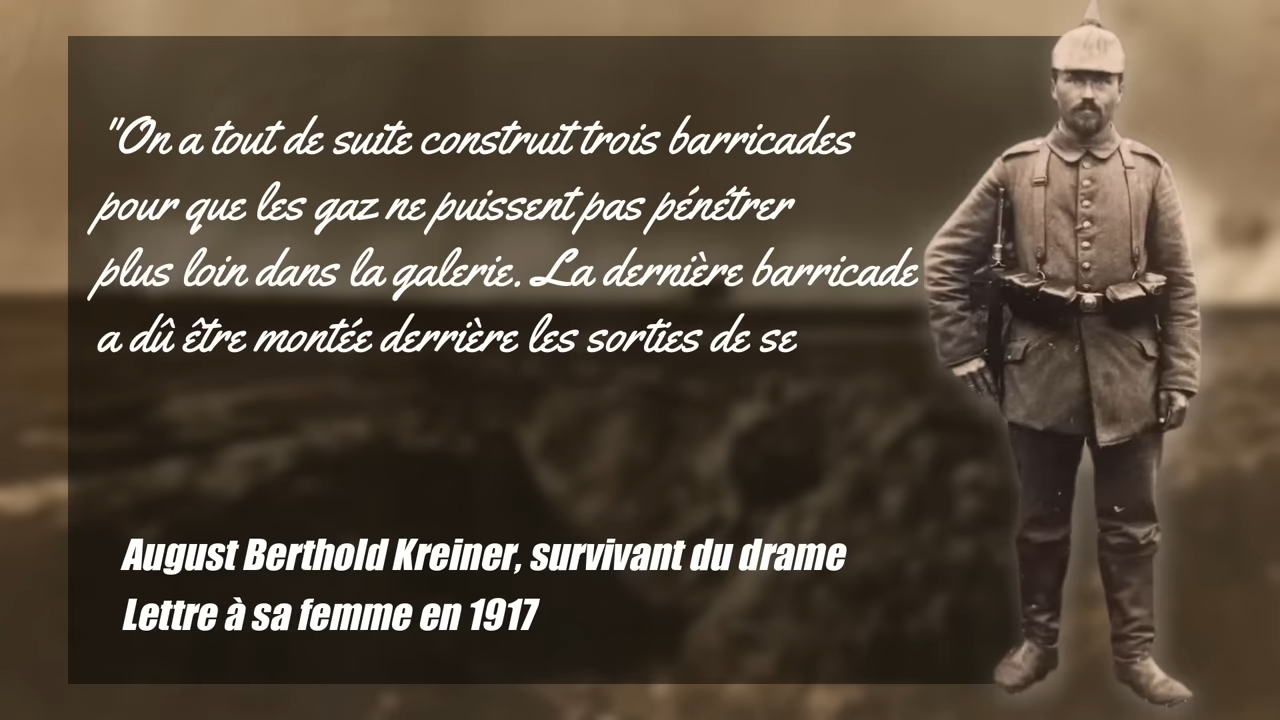 "On a tout de suite construit trois barricades
pour que les gaz ne puissent pas pénétrer
plus loin dans la galerie. La dernière barricade
a dû être montée derrière les sorties de se
August Berthold Kreiner, survivant du drame
Lettre à sa femme en 1917